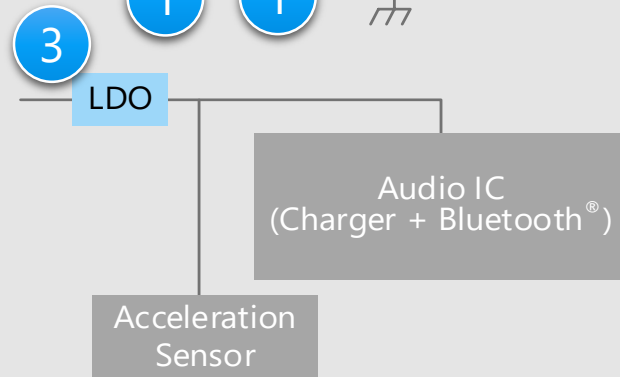 3
LDO
Audio IC
(Charger + Bluetooth®)
Acceleration
Sensor